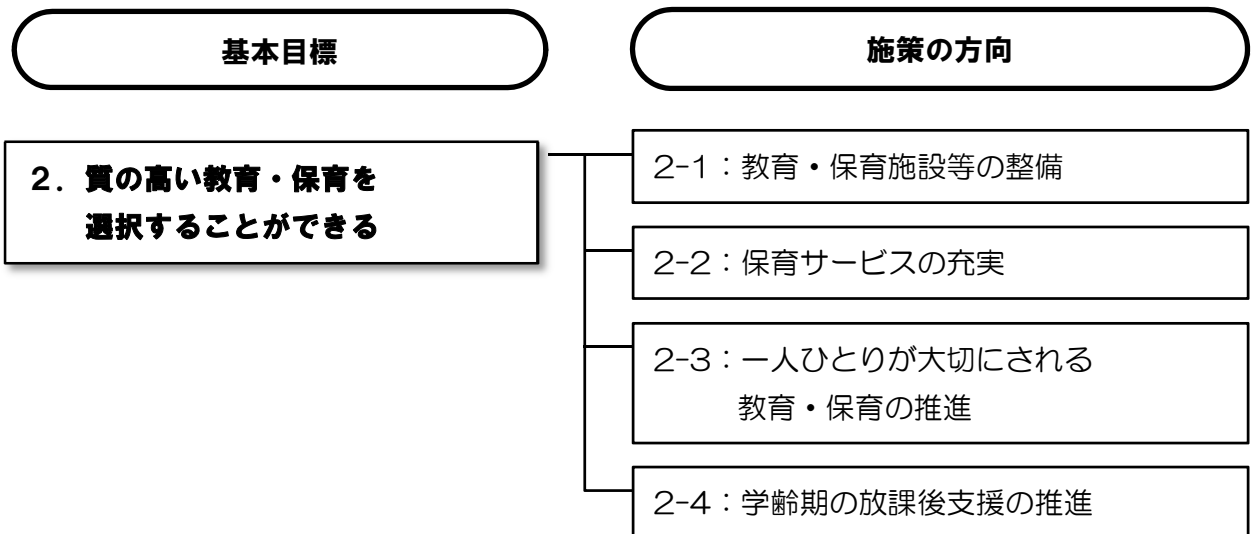 基本目標
施策の方向
2．質の高い教育・保育を
選択することができる
2-1：教育・保育施設等の整備
2-2：保育サービスの充実
2-3：一人ひとりが大切にされる
教育・保育の推進
2-4：学齢期の放課後支援の推進